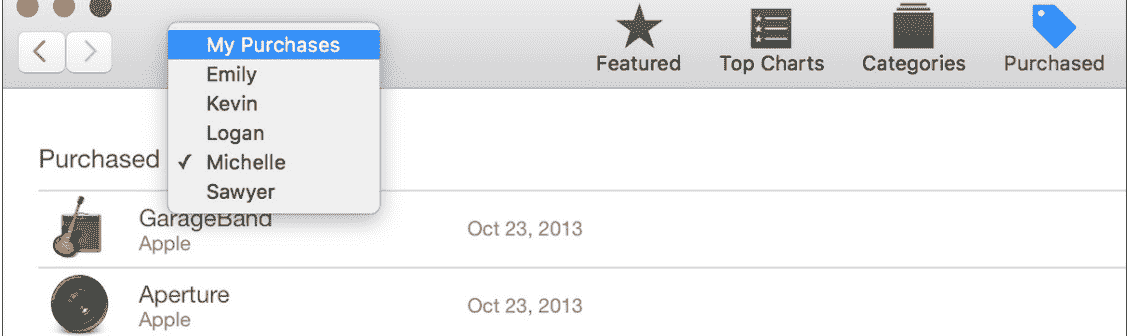 My Purchases
Emily
Kevin
Logan
Michelle
Sawyer
Featured
Top Charts
Categories
Purchased
Purchased
GarageBand
Apple
Oct 23, 2013
Aperture
Apple
Oct 23, 2013